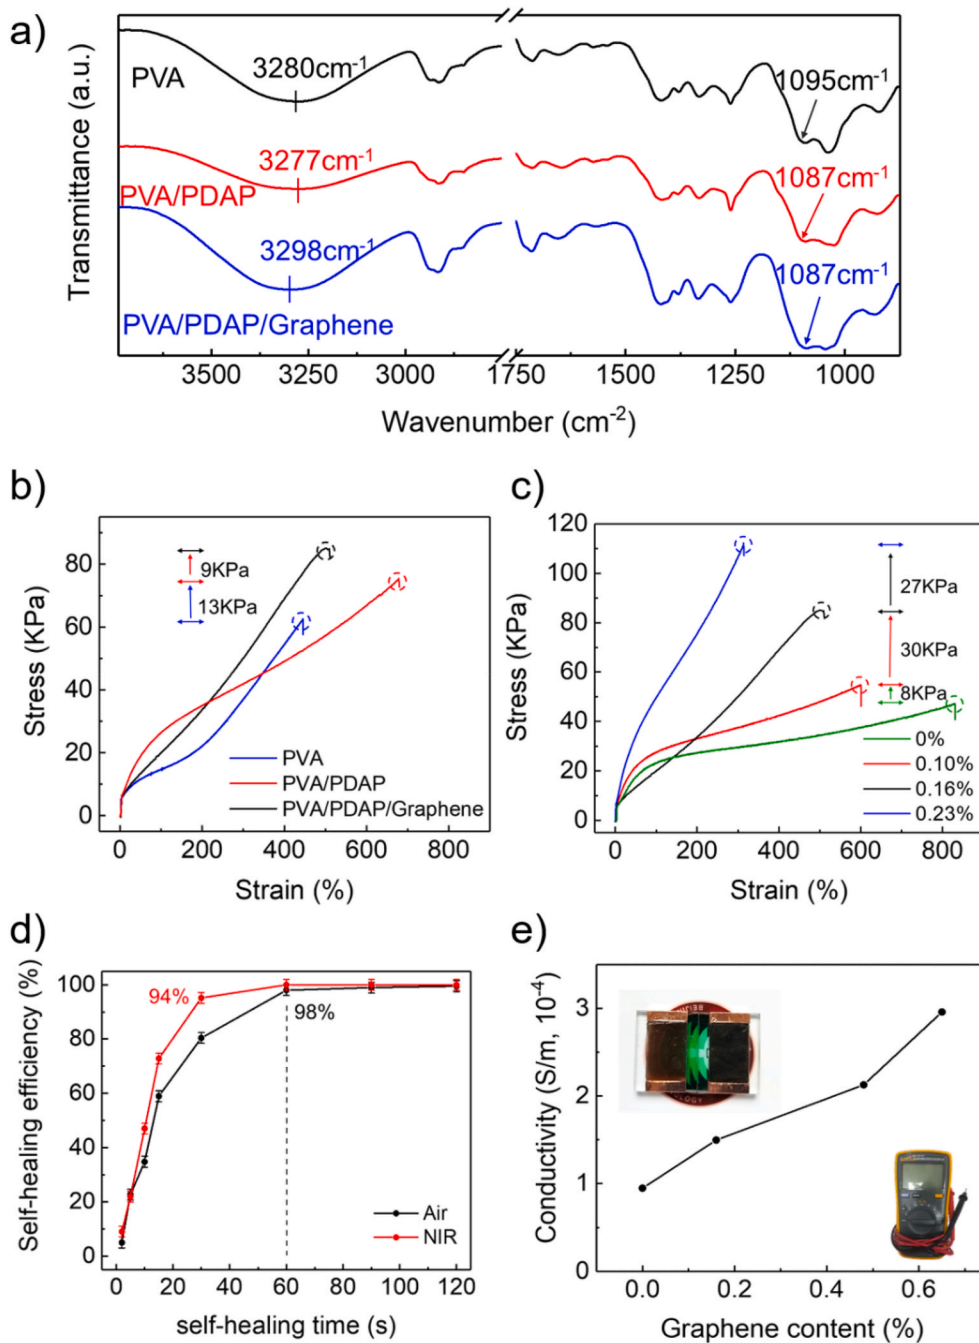 a)
Transmittance (a.u.)
PVA
3280cm⁻¹
1095cm⁻¹
3277cm⁻¹
PVA/PDAP
1087cm⁻¹
3298cm⁻¹
1087cm⁻¹
PVA/PDAP/Graphene
3500 3250 3000 1750 1500 1250 1000
Wavenumber (cm⁻²)
b)
Stress (KPa)
80
60
40
20
0
9KPa
13KPa
PVA
PVA/PDAP
PVA/PDAP/Graphene
0 200 400 600 800
Strain (%)
c)
Stress (KPa)
120
100
80
60
40
20
0
27KPa
30KPa
8KPa
0%
0.10%
0.16%
0.23%
0 200 400 600 800
Strain (%)
d)
Self-healing efficiency (%)
100
80
60
40
20
0
94%
98%
Air
NIR
0 20 40 60 80 100 120
self-healing time (s)
e)
Conductivity (S/m, 10⁻⁴)
3
2
1
0
0.0 0.2 0.4 0.6
Graphene content (%)